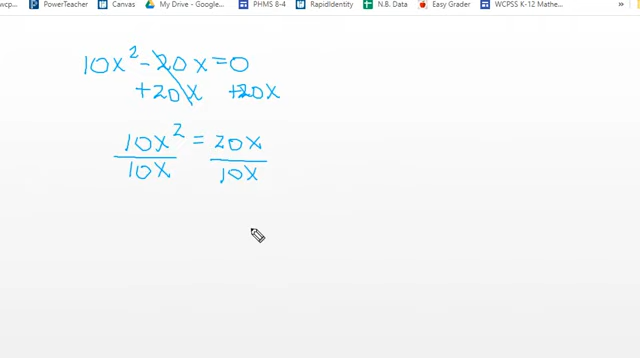 wcps... PowerTeacher Canvas My Drive - Google... PHMS 8-4 RapidIdentity N.B. Data Easy Grader WCPSS K-12 Mathe...
10x² - 20x = 0
+20x +20x
10x² = 20x
10x 10x